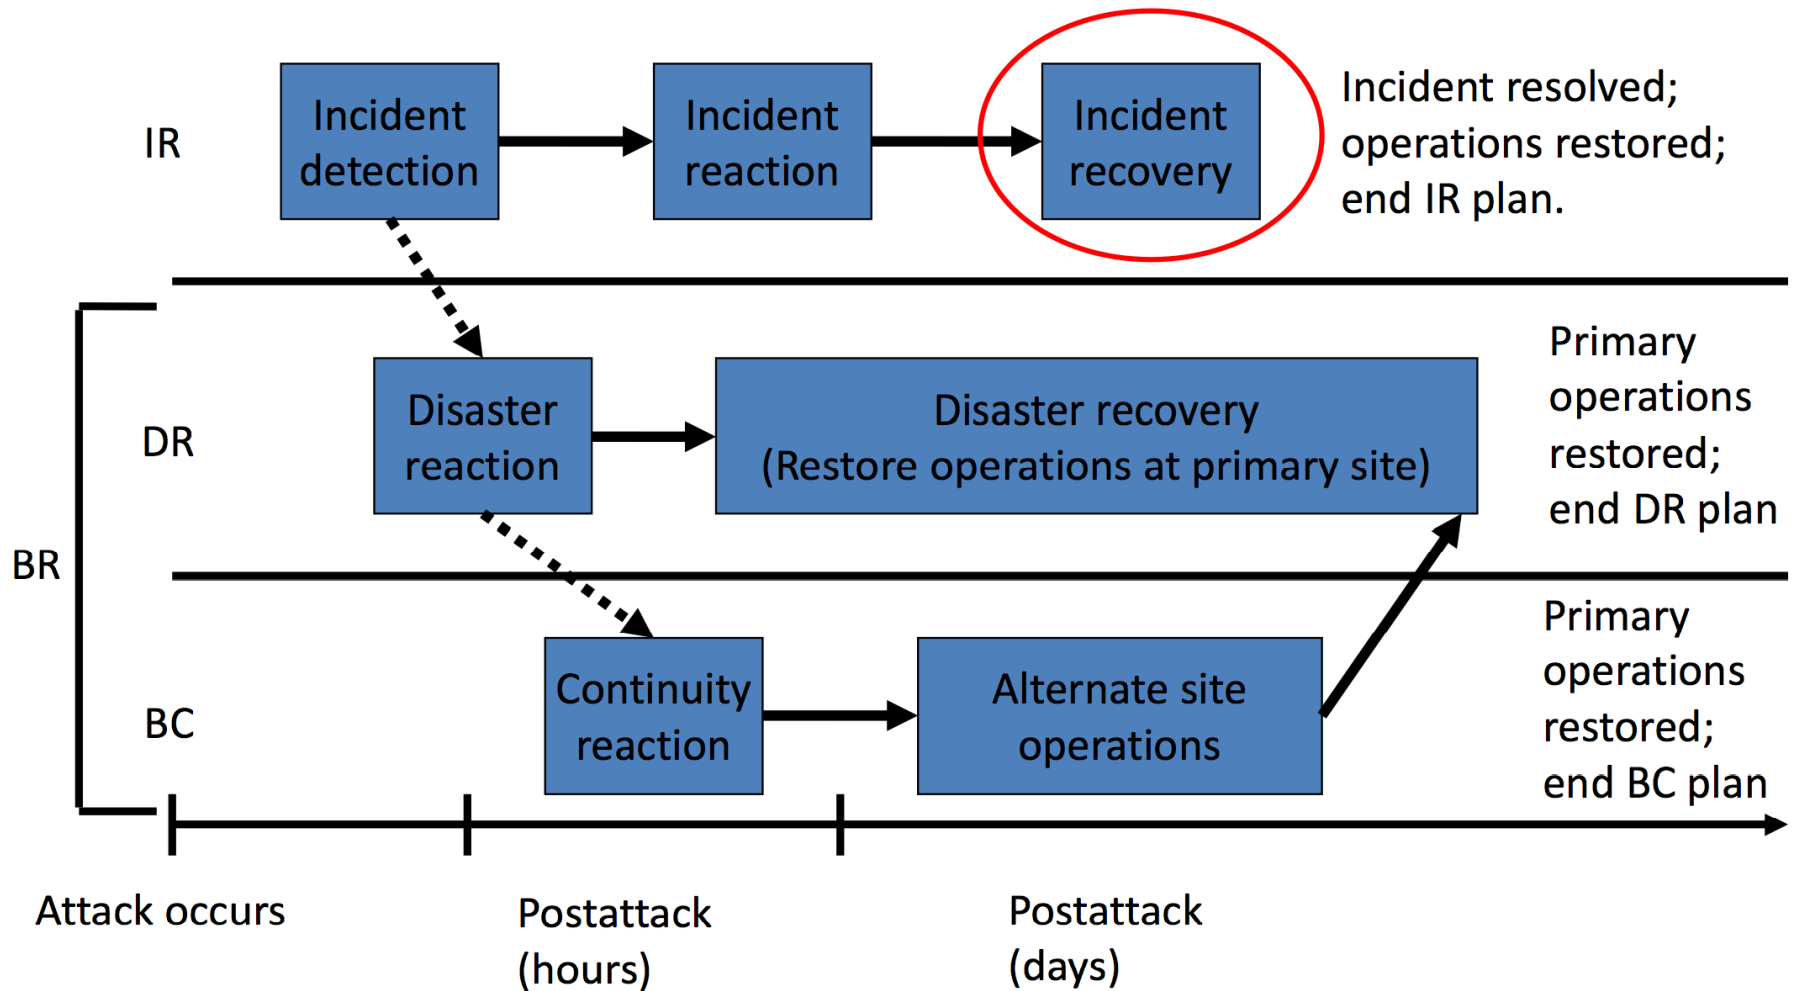 IR
Incident
detection
Incident
reaction
Incident
recovery
Incident resolved;
operations restored;
end IR plan.
BR
DR
Disaster
reaction
Disaster recovery
(Restore operations at primary site)
Primary
operations
restored;
end DR plan
BC
Continuity
reaction
Alternate site
operations
Primary
operations
restored;
end BC plan
Attack occurs
Postattack
(hours)
Postattack
(days)